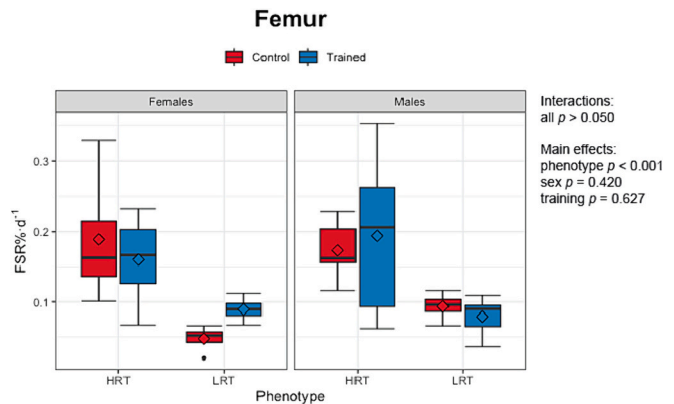 Femur
Control Trained
Females Males
Interactions:
all p > 0.050
Main effects:
phenotype p < 0.001
sex p = 0.420
training p = 0.627
FSR%·d⁻¹
0.3
0.2
0.1
HRT LRT HRT LRT
Phenotype